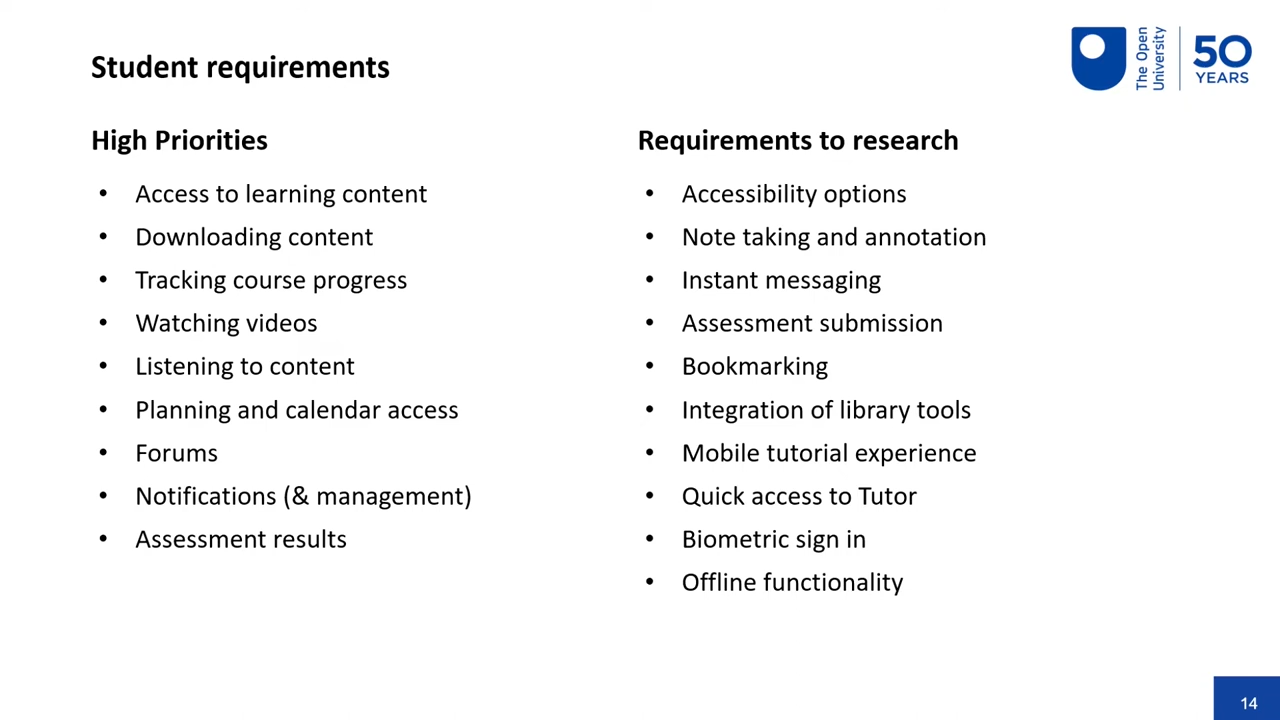 Student requirements
The Open
University
50
YEARS
High Priorities
• Access to learning content
• Downloading content
• Tracking course progress
• Watching videos
• Listening to content
• Planning and calendar access
• Forums
• Notifications (& management)
• Assessment results
Requirements to research
• Accessibility options
• Note taking and annotation
• Instant messaging
• Assessment submission
• Bookmarking
• Integration of library tools
• Mobile tutorial experience
• Quick access to Tutor
• Biometric sign in
• Offline functionality
14